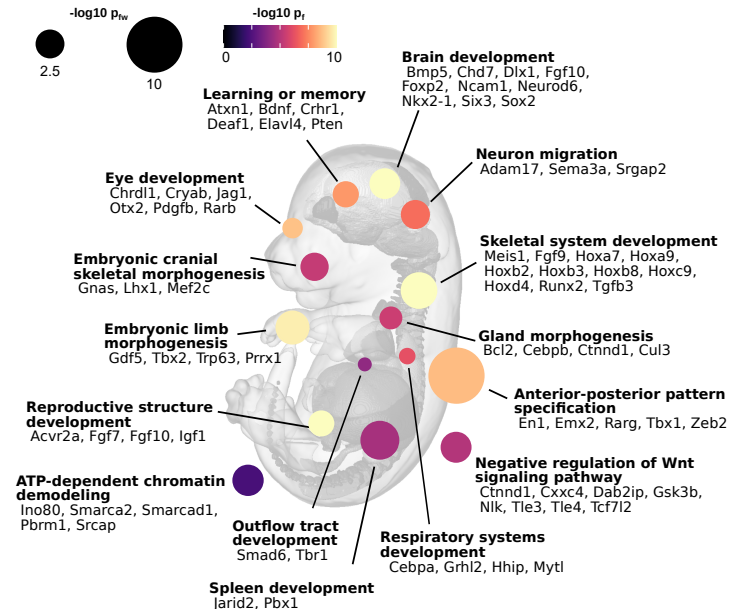 -log10 pfw
-log10 pf
2.5
10
0
10
Brain development
Bmp5, Chd7, Dlx1, Fgf10,
Foxp2, Ncam1, Neurod6,
Nkx2-1, Six3, Sox2
Learning or memory
Atxn1, Bdnf, Crhr1,
Deaf1, Elavl4, Pten
Neuron migration
Adam17, Sema3a, Srgap2
Eye development
Chrdl1, Cryab, Jag1,
Otx2, Pdgfb, Rarb
Skeletal system development
Meis1, Fgf9, Hoxa7, Hoxa9,
Hoxb2, Hoxb3, Hoxb8, Hoxc9,
Hoxd4, Runx2, Tgfb3
Embryonic cranial
skeletal morphogenesis
Gnas, Lhx1, Mef2c
Embryonic limb
morphogenesis
Gdf5, Tbx2, Trp63, Prrx1
Gland morphogenesis
Bcl2, Cebpb, Ctnnd1, Cul3
Anterior-posterior pattern
specification
En1, Emx2, Rarg, Tbx1, Zeb2
Reproductive structure
development
Acvr2a, Fgf7, Fgf10, Igf1
Negative regulation of Wnt
signaling pathway
Ctnnd1, Cxxc4, Dab2ip, Gsk3b,
Nlk, Tle3, Tle4, Tcf7l2
ATP-dependent chromatin
demodeling
Ino80, Smarca2, Smarcad1,
Pbrm1, Srcap
Outflow tract
development
Smad6, Tbr1
Respiratory systems
development
Cebpa, Grhl2, Hhip, Mytl
Spleen development
Jarid2, Pbx1